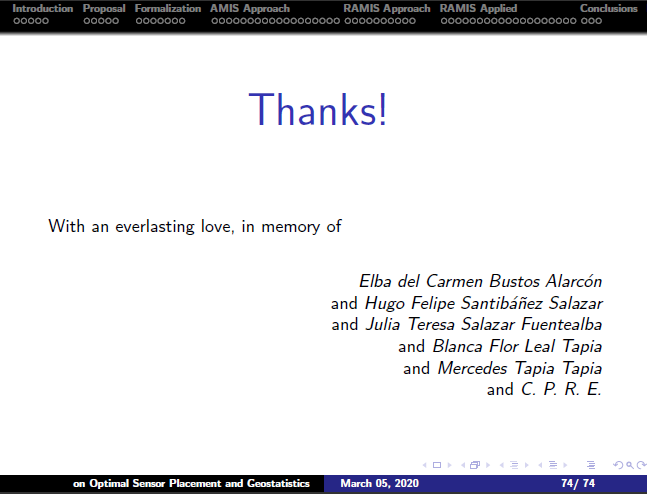 Introduction Proposal Formalization AMIS Approach RAMIS Approach RAMIS Applied Conclusions
Thanks!
With an everlasting love, in memory of
Elba del Carmen Bustos Alarcón
and Hugo Felipe Santibáñez Salazar
and Julia Teresa Salazar Fuentealba
and Blanca Flor Leal Tapia
and Mercedes Tapia Tapia
and C. P. R. E.
on Optimal Sensor Placement and Geostatistics March 05, 2020 74/ 74